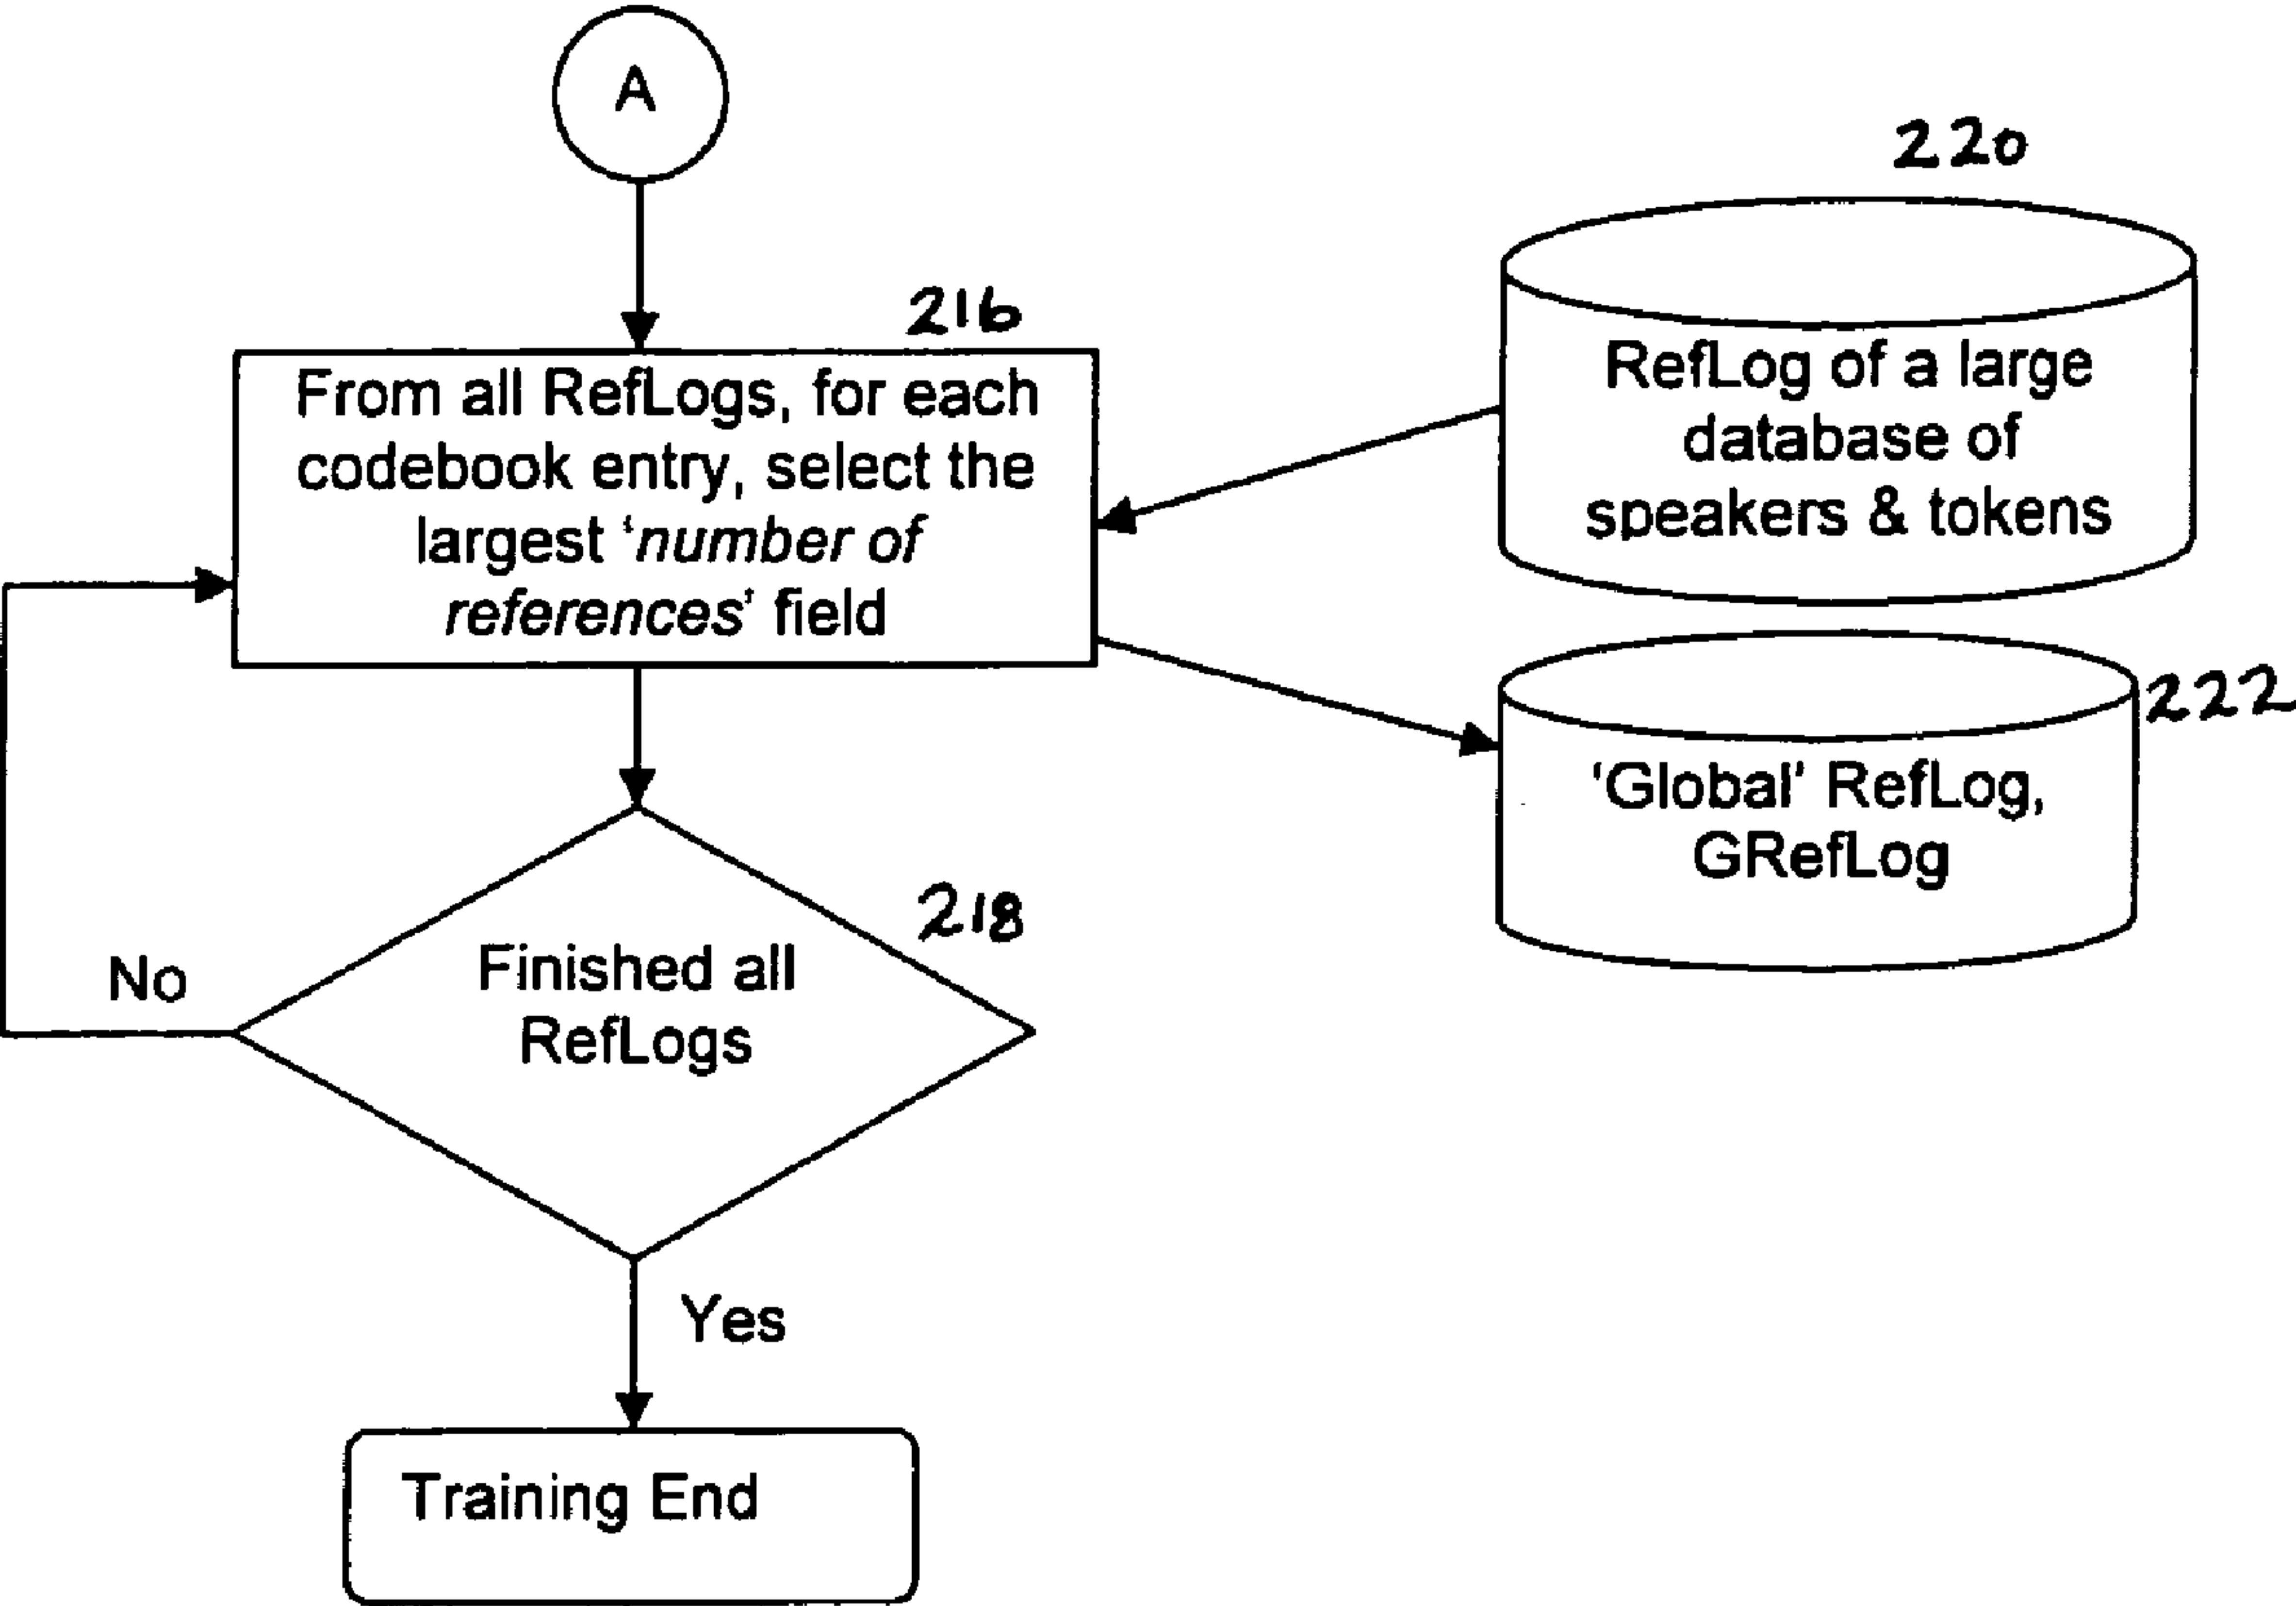 A
220
216
From all RefLogs, for each
codebook entry, select the
largest ‘number of
references’ field
RefLog of a large
database of
speakers & tokens
222
‘Global’ RefLog,
GRefLog
218
Finished all
RefLogs
No
Yes
Training End